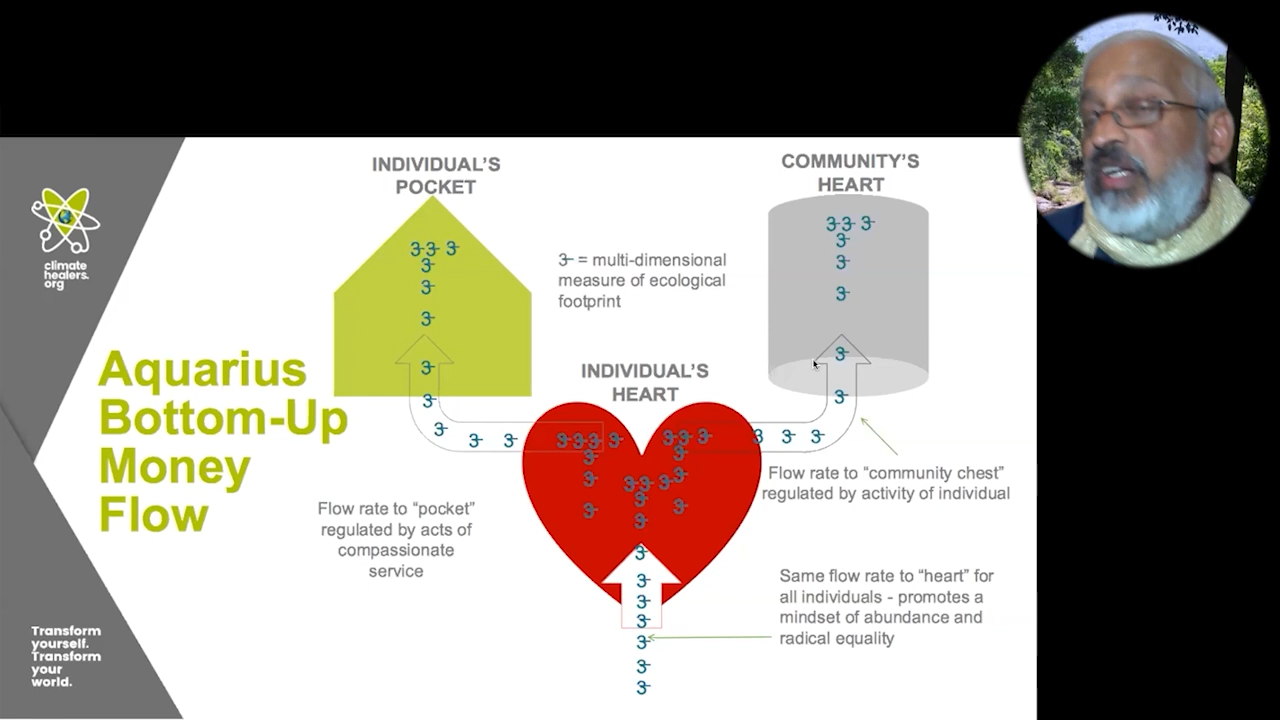 climate
healers.
org
Aquarius
Bottom-Up
Money
Flow
Transform
yourself.
Transform
your
world.
INDIVIDUAL'S
POCKET
COMMUNITY'S
HEART
= multi-dimensional
measure of ecological
footprint
INDIVIDUAL'S
HEART
Flow rate to "pocket"
regulated by acts of
compassionate
service
Flow rate to "community chest"
regulated by activity of individual
Same flow rate to "heart" for
all individuals - promotes a
mindset of abundance and
radical equality